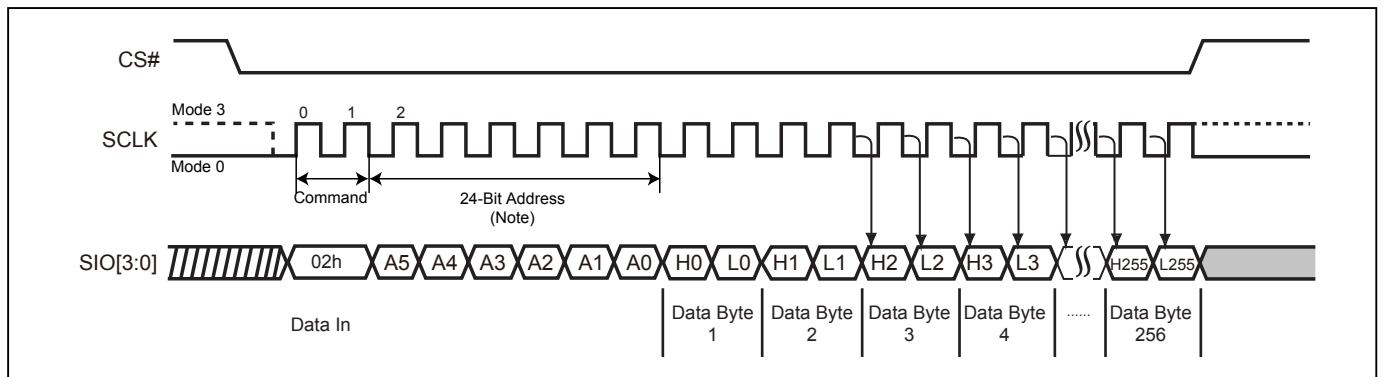 CS#
Mode 3
0 1 2
SCLK
Mode 0
Command
24-Bit Address
(Note)
SIO[3:0]
02h A5 A4 A3 A2 A1 A0 H0 L0 H1 L1 H2 L2 H3 L3 H255 L255
Data In
Data Byte 1
Data Byte 2
Data Byte 3
Data Byte 4
......
Data Byte 256